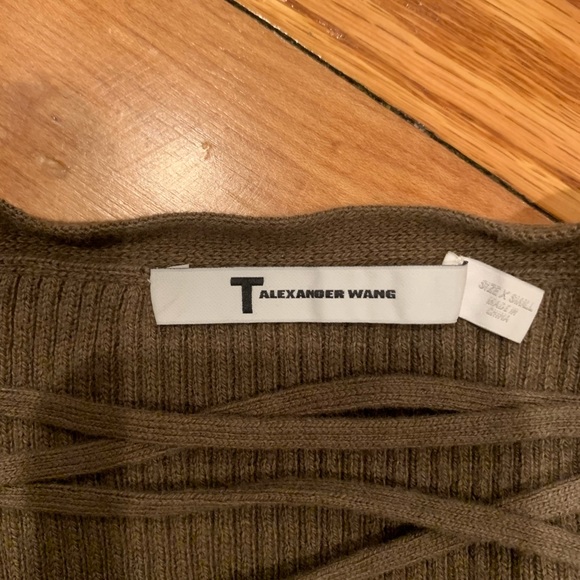 T ALEXANDER WANG
SIZE X SMALL
MADE IN
CHINA